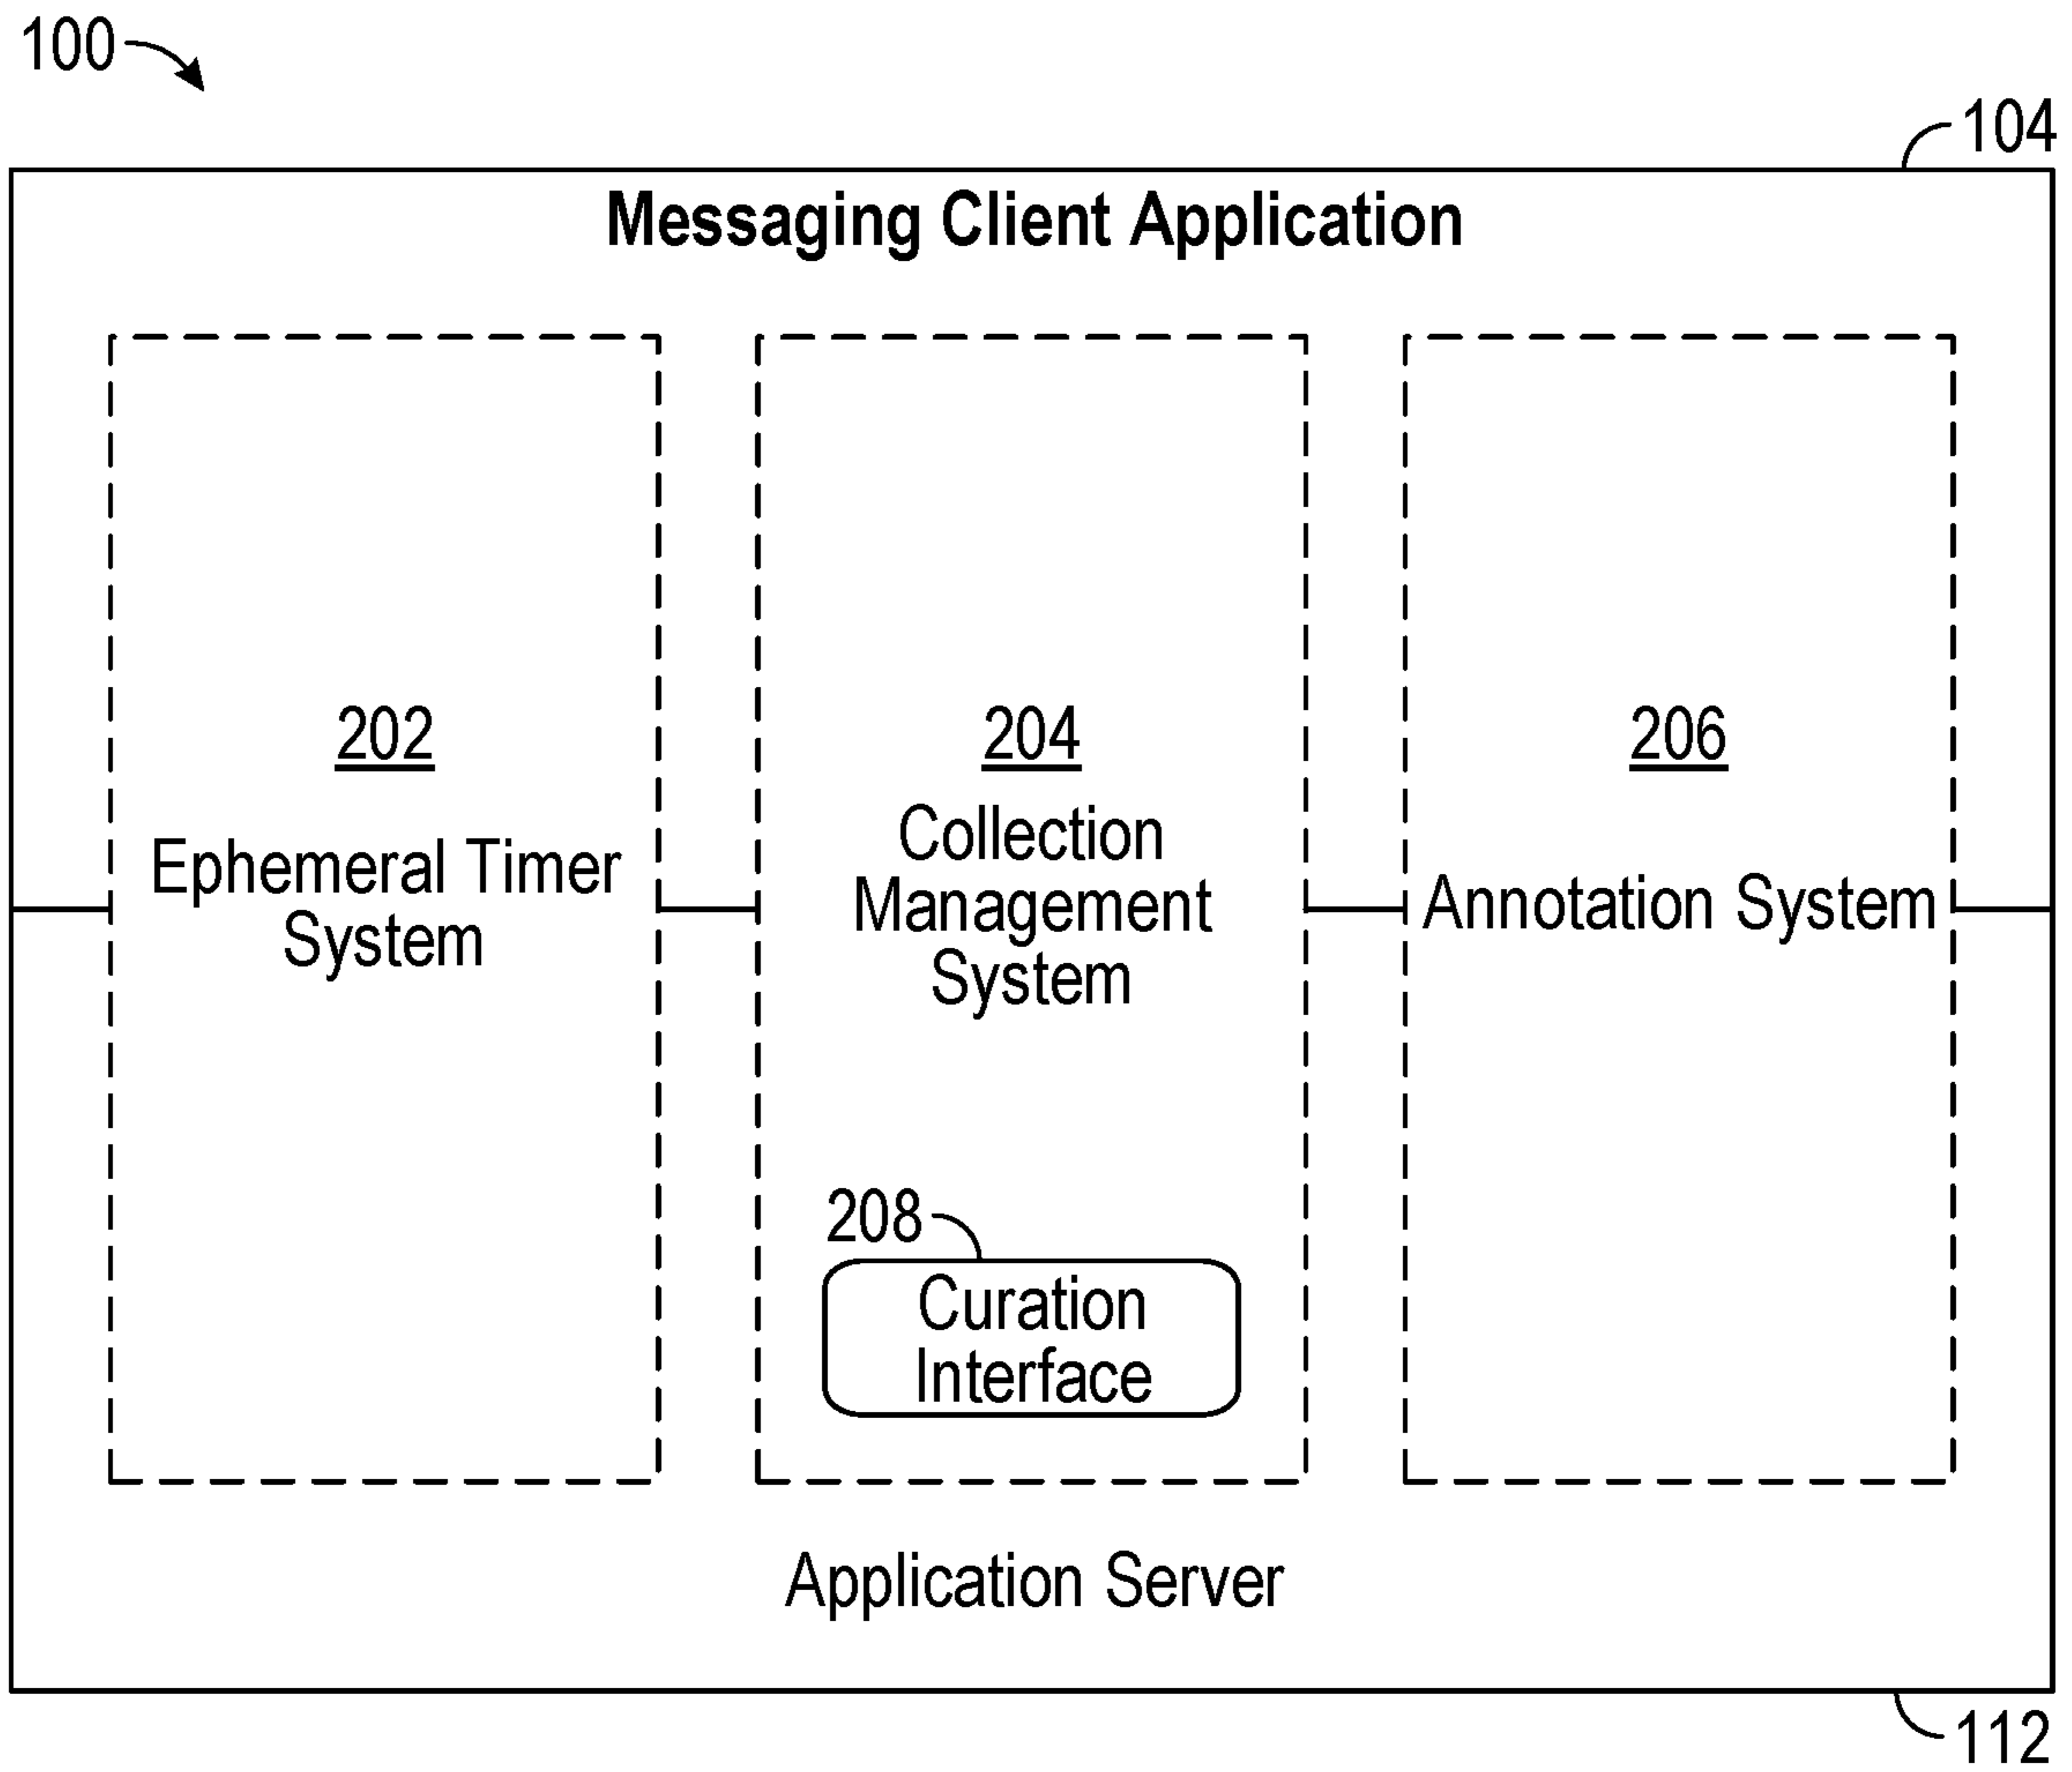 100
104
Messaging Client Application
202
Ephemeral Timer
System
204
Collection
Management
System
206
Annotation System
208
Curation
Interface
Application Server
112